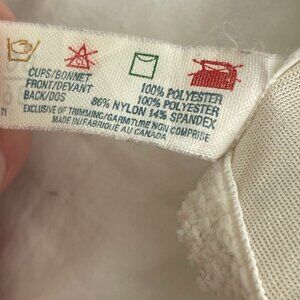 CUPS/BONNET 100% POLYESTER
FRONT/DEVANT 100% POLYESTER
BACK/DOS 86% NYLON 14% SPANDEX
EXCLUSIVE OF TRIMMING/GARNITURE NON COMPRISE
MADE IN/FABRIQUE AU CANADA